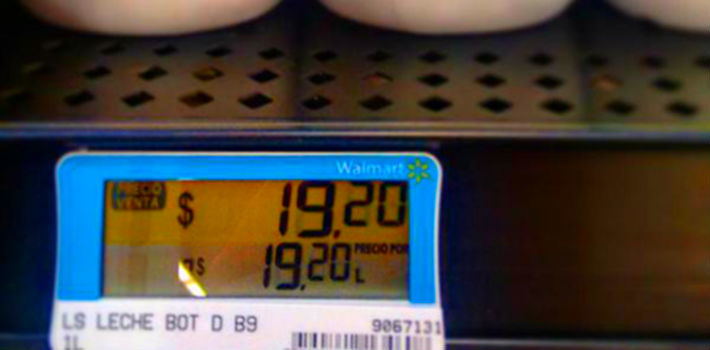 Walmart
PRECIO VENTA $ 19.20
$ 19.20 L PRECIO POR
LS LECHE BOT D B9 9067131
1L